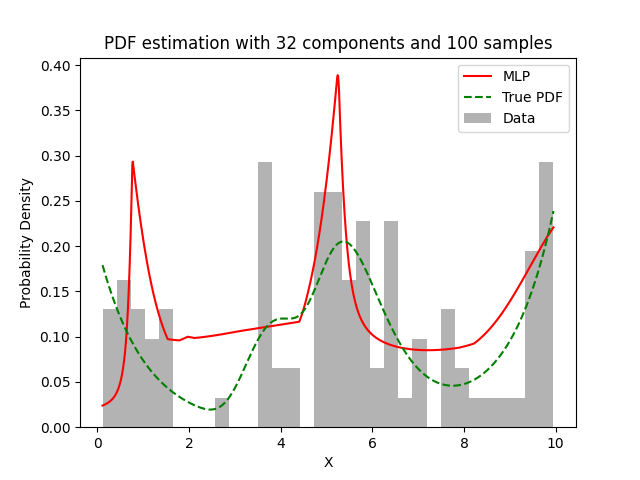 PDF estimation with 32 components and 100 samples
0.40
0.35
0.30
0.25
0.20
0.15
0.10
0.05
0.00
Probability Density
MLP
True PDF
Data
0 2 4 6 8 10
X